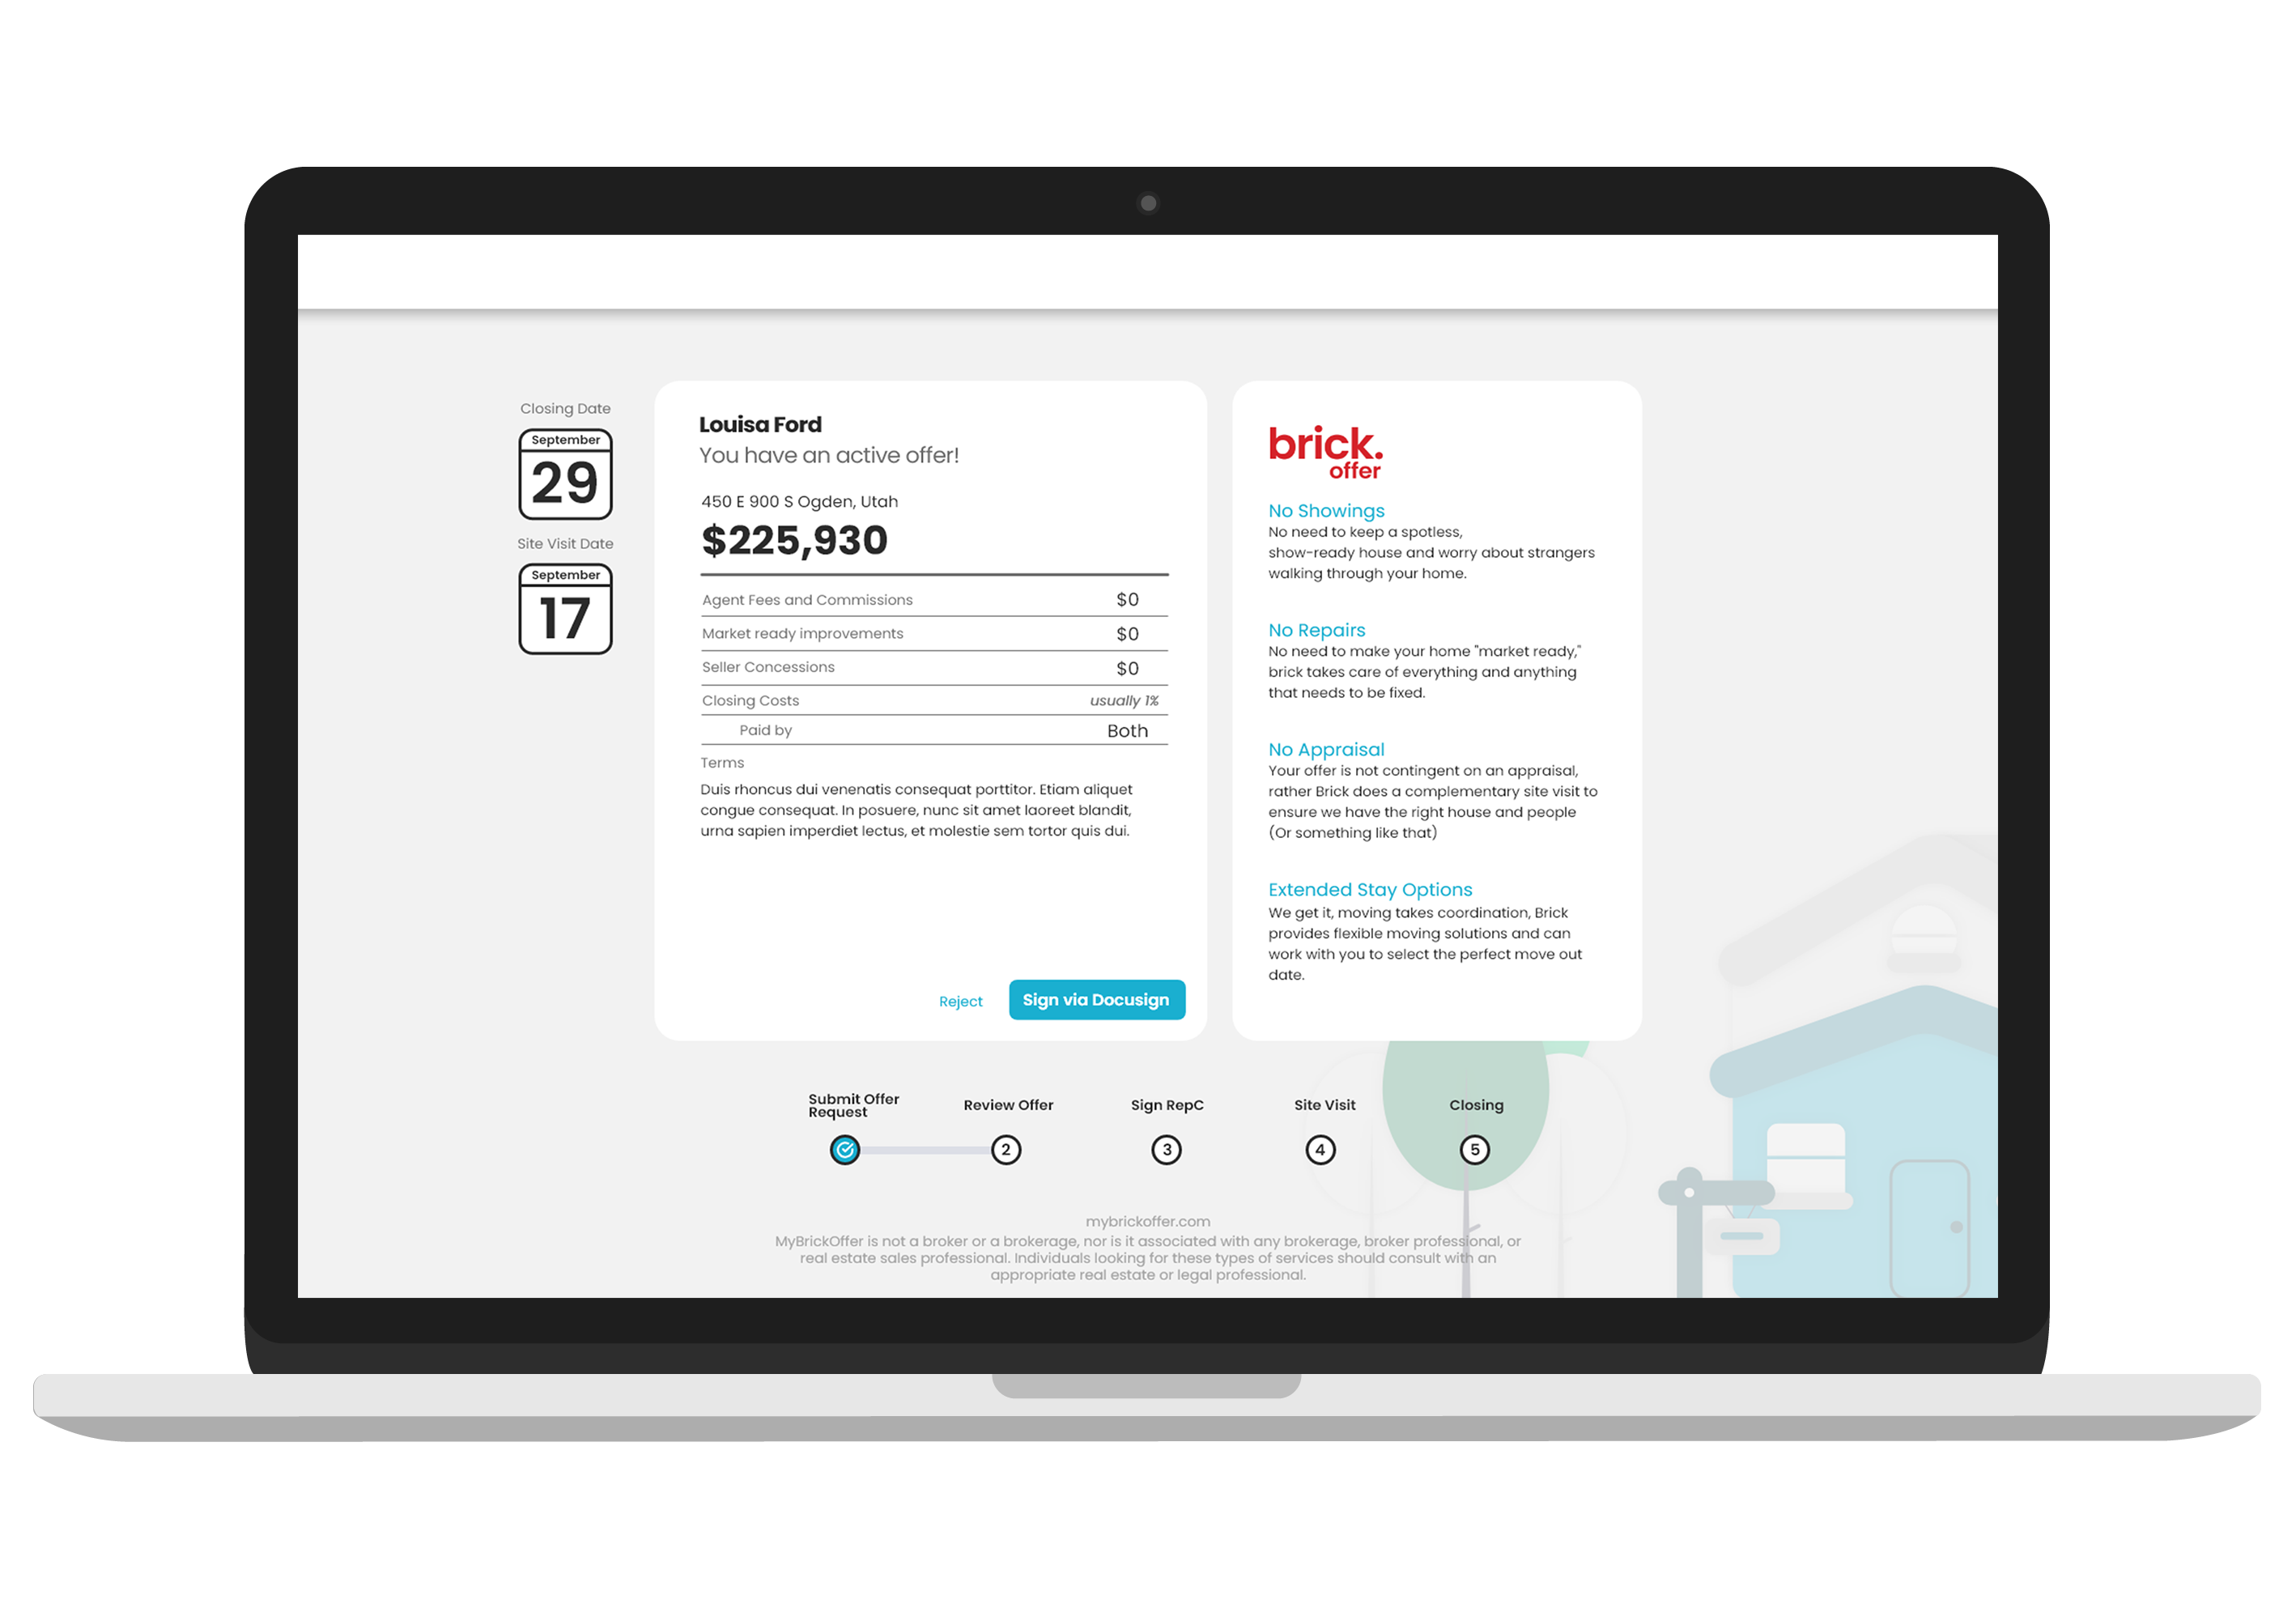 Closing Date
September
29
Site Visit Date
September
17
Louisa Ford
You have an active offer!
450 E 900 S Ogden, Utah
$225,930
Agent Fees and Commissions $0
Market ready improvements $0
Seller Concessions $0
Closing Costs usually 1%
Paid by Both
Terms
Duis rhoncus dui venenatis consequat porttitor. Etiam aliquet
congue consequat. In posuere, nunc sit amet laoreet blandit,
urna sapien imperdiet lectus, et molestie sem tortor quis dui.
Reject Sign via Docusign
brick.
offer
No Showings
No need to keep a spotless,
show-ready house and worry about strangers
walking through your home.
No Repairs
No need to make your home "market ready,"
brick takes care of everything and anything
that needs to be fixed.
No Appraisal
Your offer is not contingent on an appraisal,
rather Brick does a complementary site visit to
ensure we have the right house and people
(Or something like that)
Extended Stay Options
We get it, moving takes coordination, Brick
provides flexible moving solutions and can
work with you to select the perfect move out
date.
Submit Offer
Request
Review Offer
2
Sign RepC
3
Site Visit
4
Closing
5
mybrickoffer.com
MyBrickOffer is not a broker or a brokerage, nor is it associated with any brokerage, broker professional, or
real estate sales professional. Individuals looking for these types of services should consult with an
appropriate real estate or legal professional.